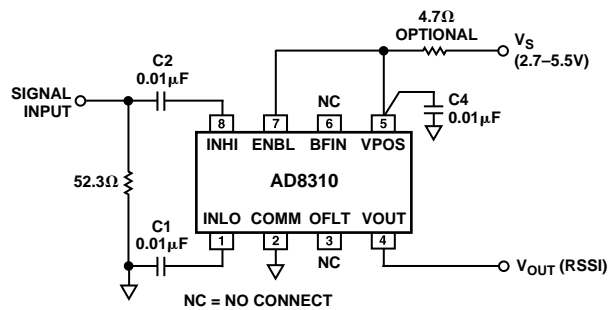 4.7Ω
OPTIONAL
VS
(2.7–5.5V)
C2
0.01µF
SIGNAL
INPUT
NC
C4
0.01µF
8
7
6
5
INHI
ENBL
BFIN
VPOS
52.3Ω
AD8310
C1
0.01µF
INLO
COMM
OFLT
VOUT
1
2
3
4
NC
VOUT (RSSI)
NC = NO CONNECT